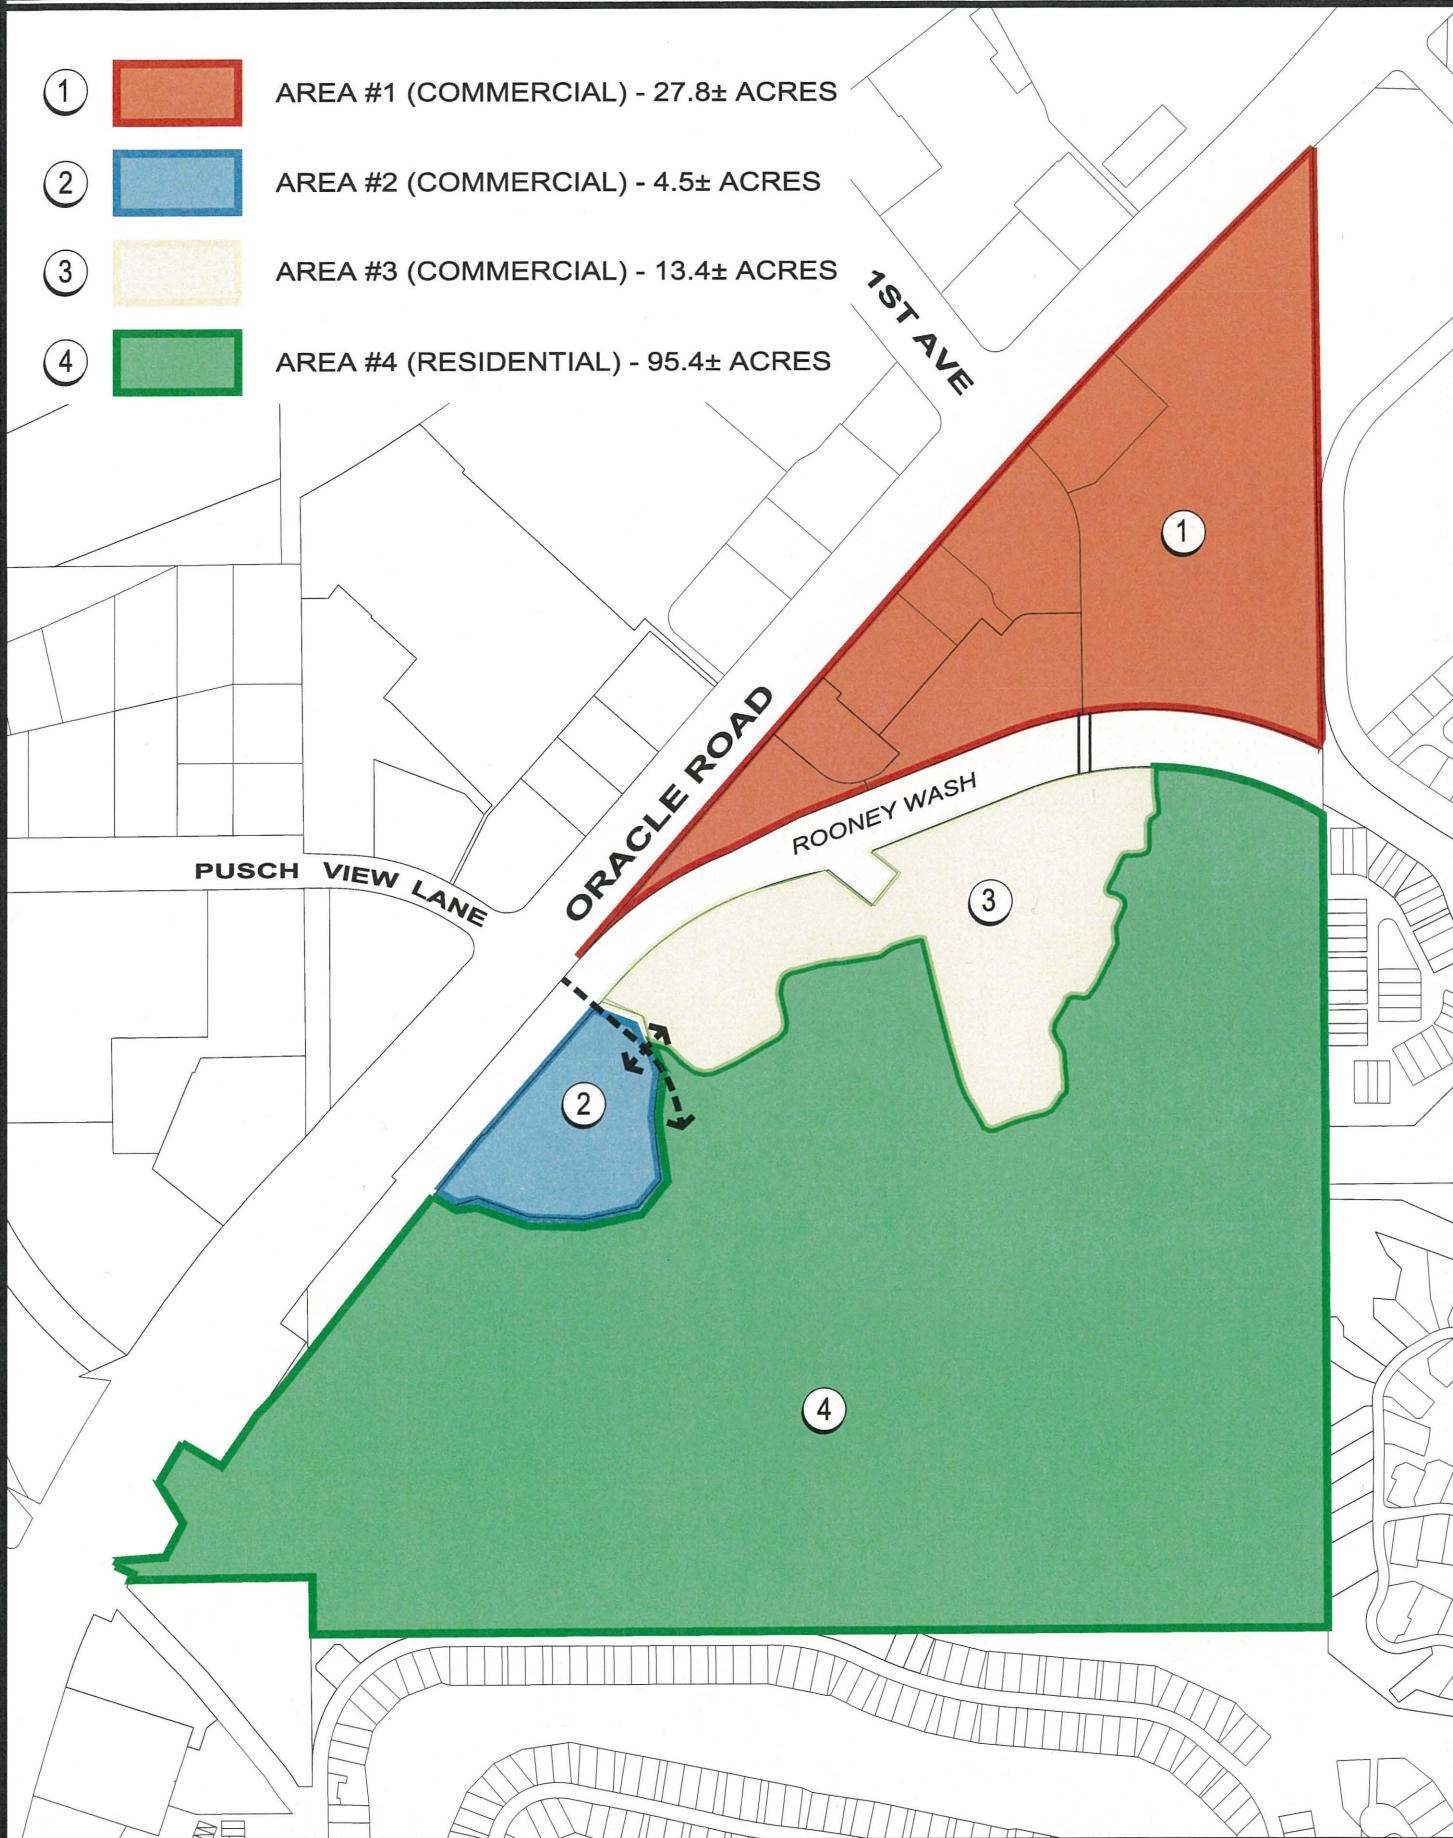 1 AREA #1 (COMMERCIAL) - 27.8± ACRES
2 AREA #2 (COMMERCIAL) - 4.5± ACRES
3 AREA #3 (COMMERCIAL) - 13.4± ACRES
4 AREA #4 (RESIDENTIAL) - 95.4± ACRES
1ST AVE
1
ORACLE ROAD
ROONEY WASH
PUSCH VIEW LANE
3
2
4